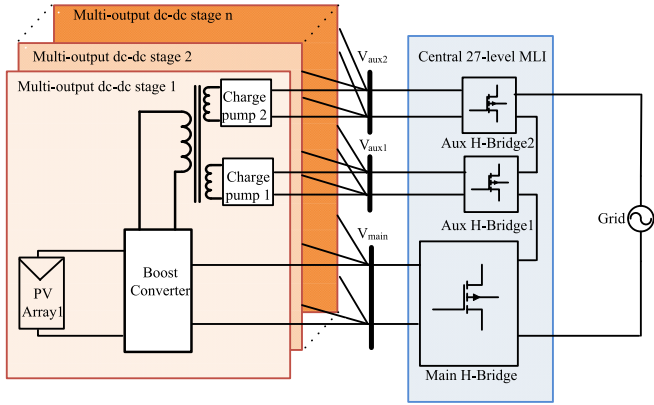 Multi-output dc-dc stage n
Multi-output dc-dc stage 2
Multi-output dc-dc stage 1
Charge
pump 2
Charge
pump 1
Boost
Converter
PV
Array1
Vaux2
Vaux1
Vmain
Central 27-level MLI
Aux H-Bridge2
Aux H-Bridge1
Main H-Bridge
Grid